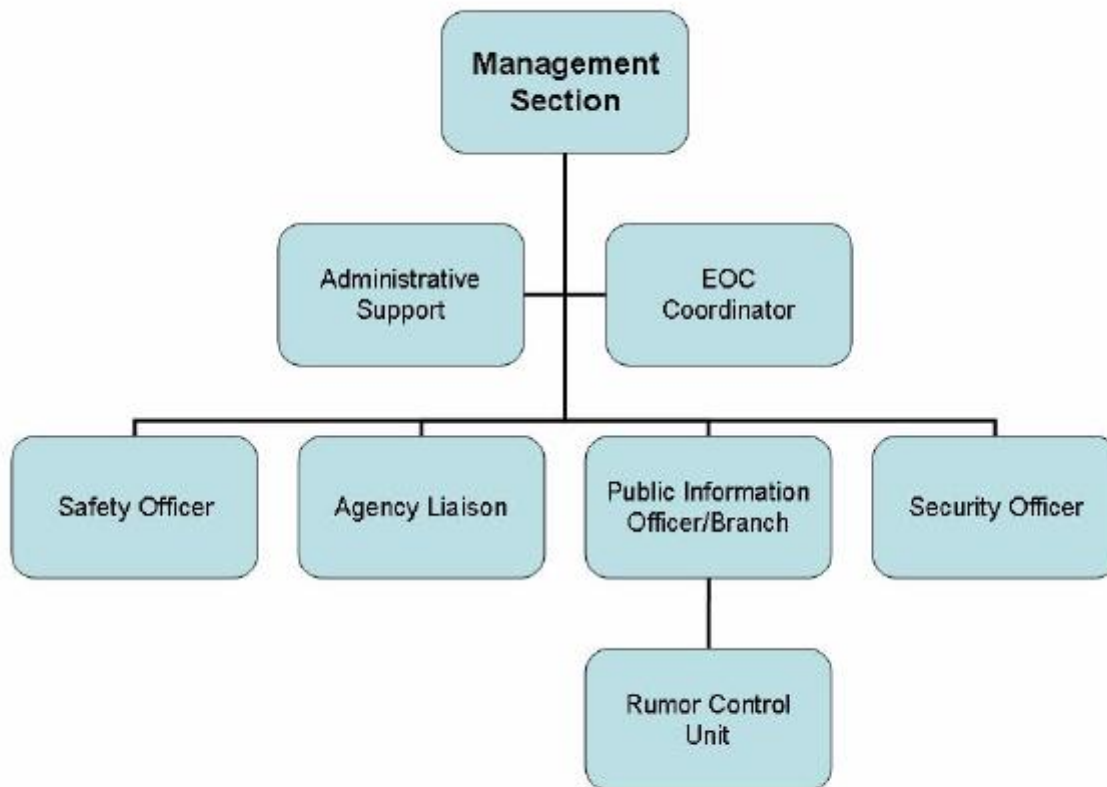 Management
Section
Administrative
Support
EOC
Coordinator
Safety Officer
Agency Liaison
Public Information
Officer/Branch
Security Officer
Rumor Control
Unit